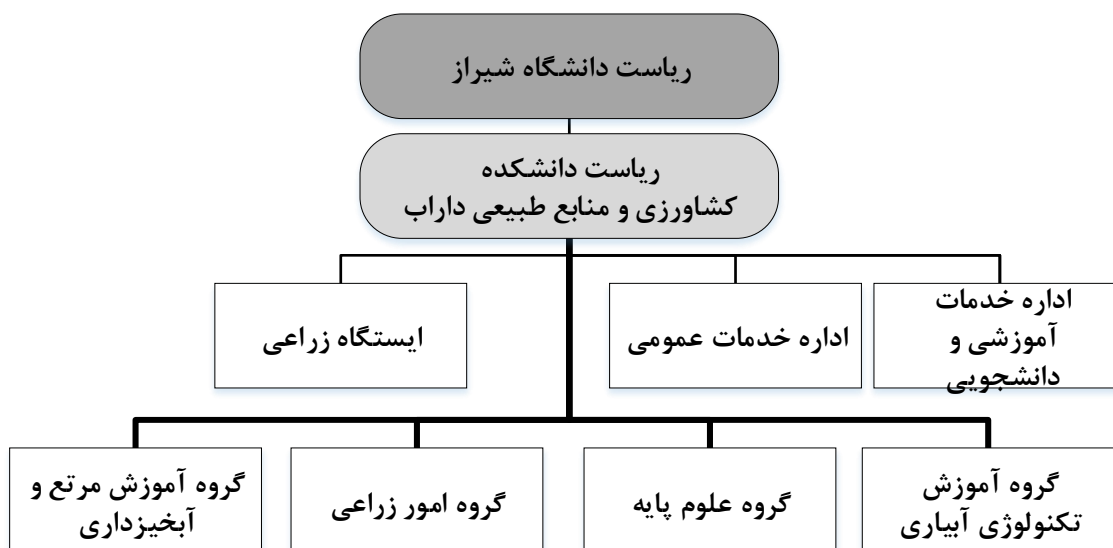 ریاست دانشگاه شیراز
ریاست دانشکده
کشاورزی و منابع طبیعی داراب
اداره خدمات
آموزشی و
دانشجویی
اداره خدمات عمومی
ایستگاه زراعی
گروه آموزش
تکنولوژی آبیاری
گروه علوم پایه
گروه امور زراعی
گروه آموزش مرتع و
آبخیزداری